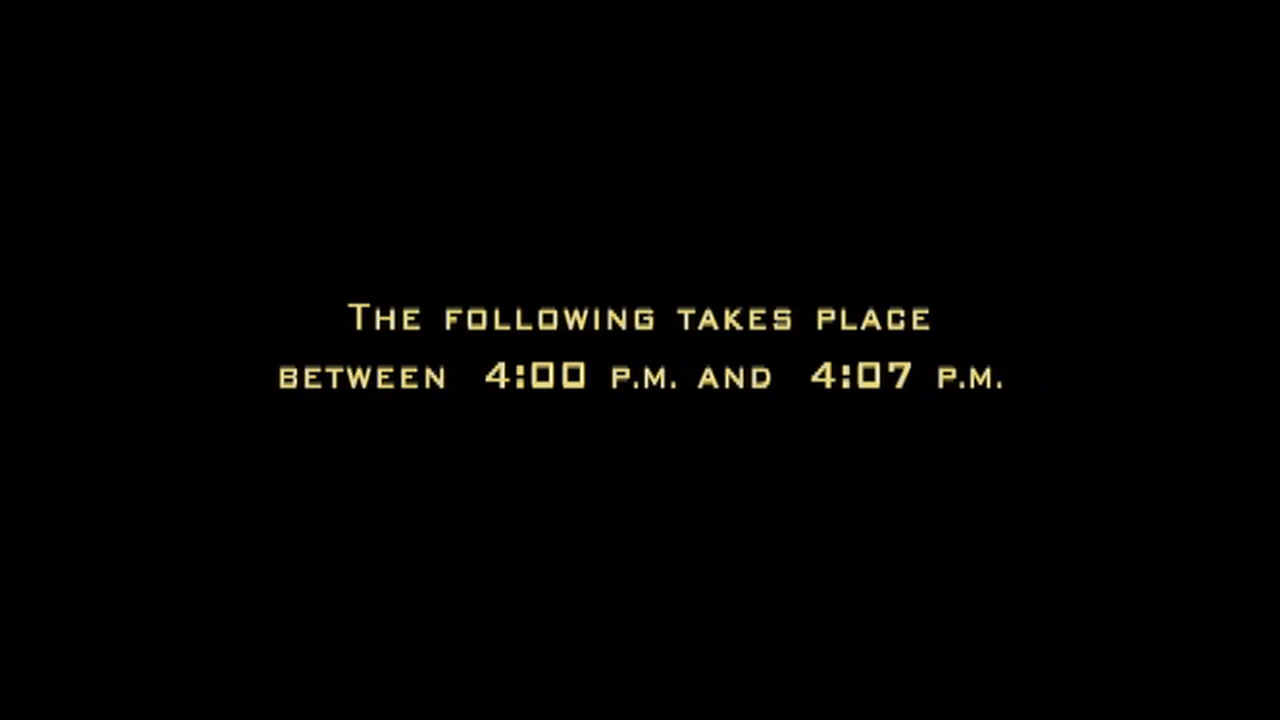 The following takes place
between 4:00 p.m. and 4:07 p.m.